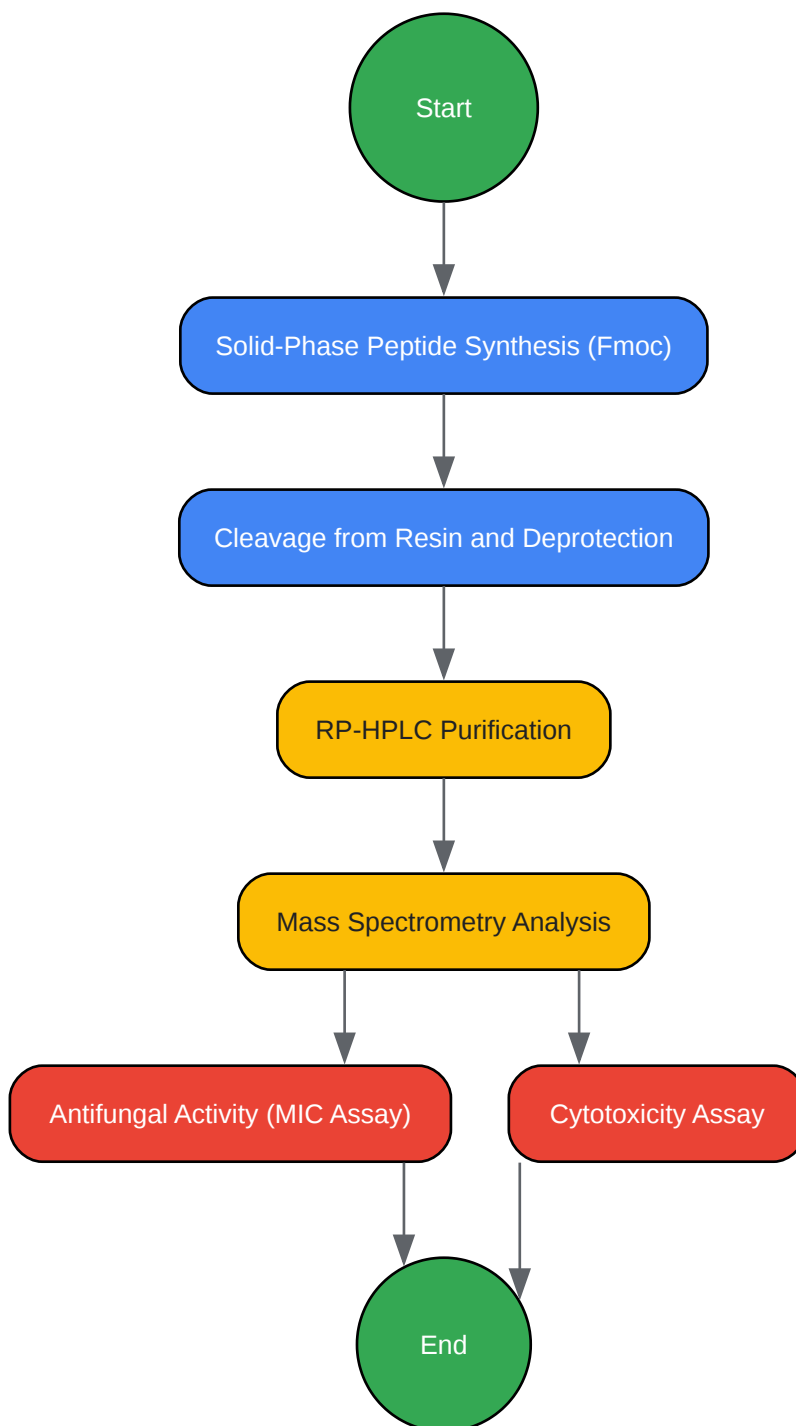 Start
Solid-Phase Peptide Synthesis (Fmoc)
Cleavage from Resin and Deprotection
RP-HPLC Purification
Mass Spectrometry Analysis
Antifungal Activity (MIC Assay)
Cytotoxicity Assay
End